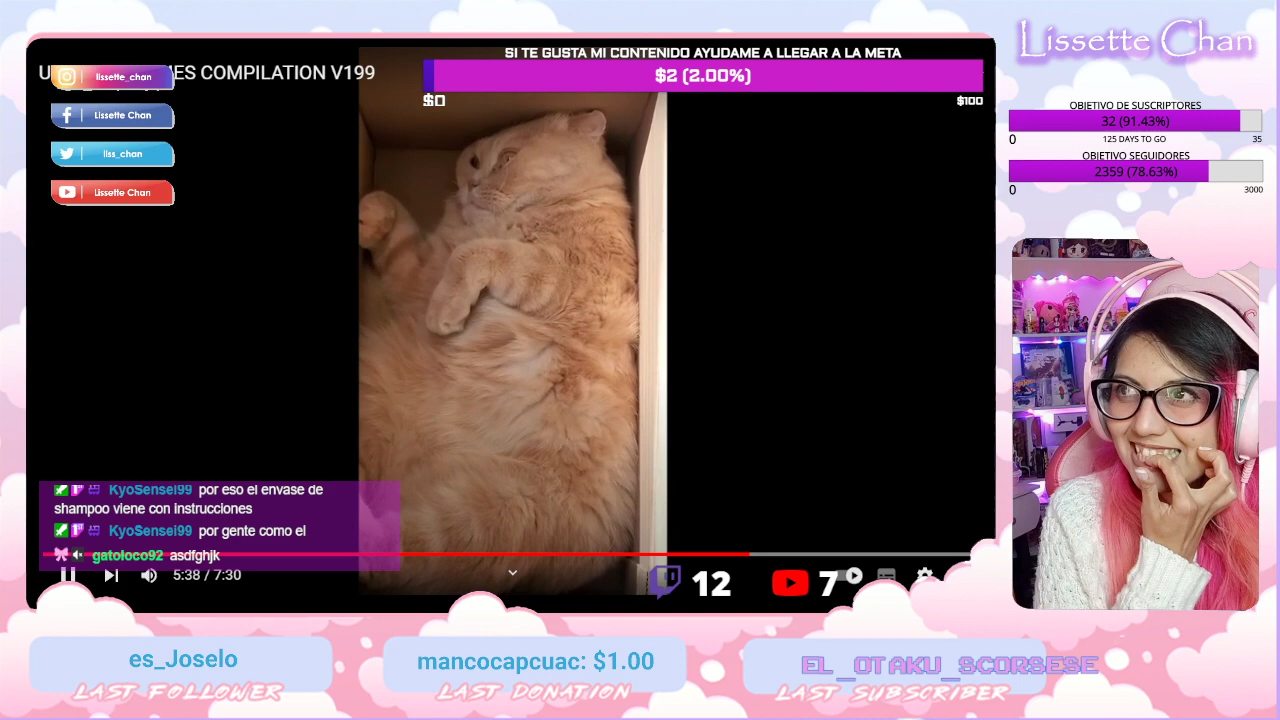 Lissette Chan
SI TE GUSTA MI CONTENIDO AYUDAME A LLEGAR A LA META
$2 (2.00%)
$0
$100
ES COMPILATION V199
lissette_chan
Lissette Chan
liss_chan
Lissette Chan
OBJETIVO DE SUSCRIPTORES
32 (91.43%)
0
125 DAYS TO GO
35
OBJETIVO SEGUIDORES
2359 (78.63%)
0
3000
KyoSensei99 por eso el envase de
shampoo viene con instrucciones
KyoSensei99 por gente como el
gatoloco92 asdfghjk
5:38 / 7:30
12
7
es_Joselo
LAST FOLLOWER
mancocapcuac: $1.00
LAST DONATION
EL_OTAKU_SCORSESE
LAST SUBSCRIBER